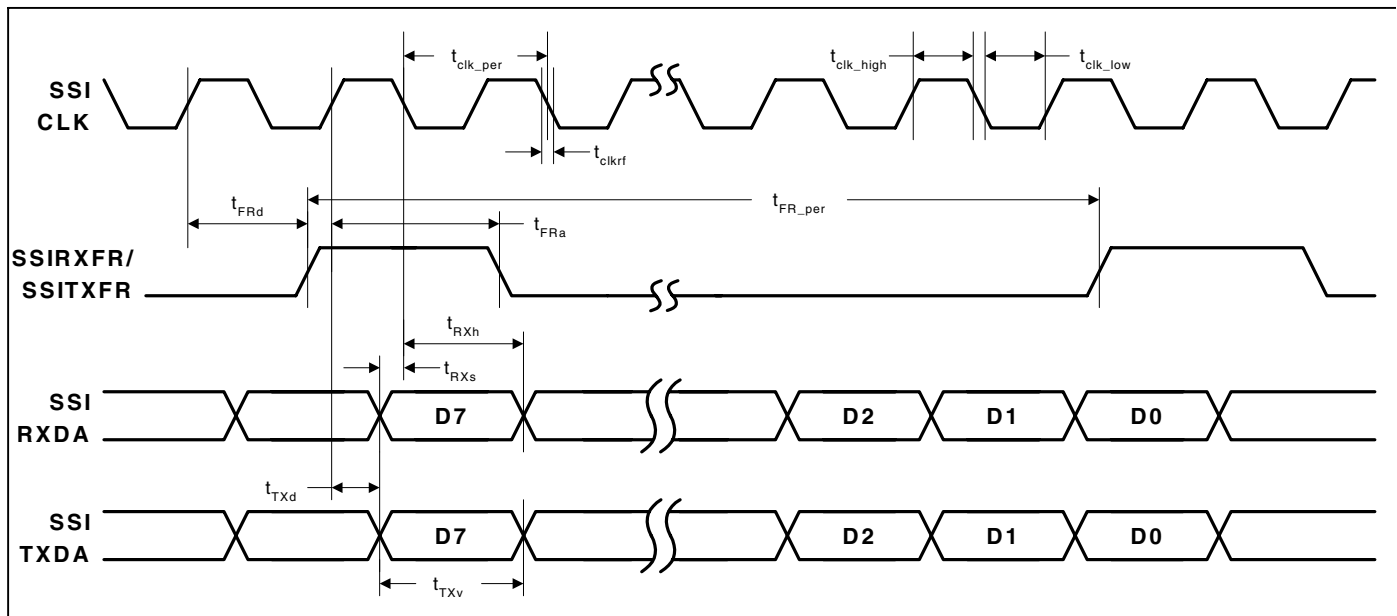 t_clk_per
t_clk_high
t_clk_low
SSI
CLK
t_clkrf
t_FRd
t_FR_per
t_FRa
SSIRXFR/
SSITXFR
t_RXh
t_RXs
SSI
RXDA
D7
D2
D1
D0
t_TXd
SSI
TXDA
D7
D2
D1
D0
t_TXv